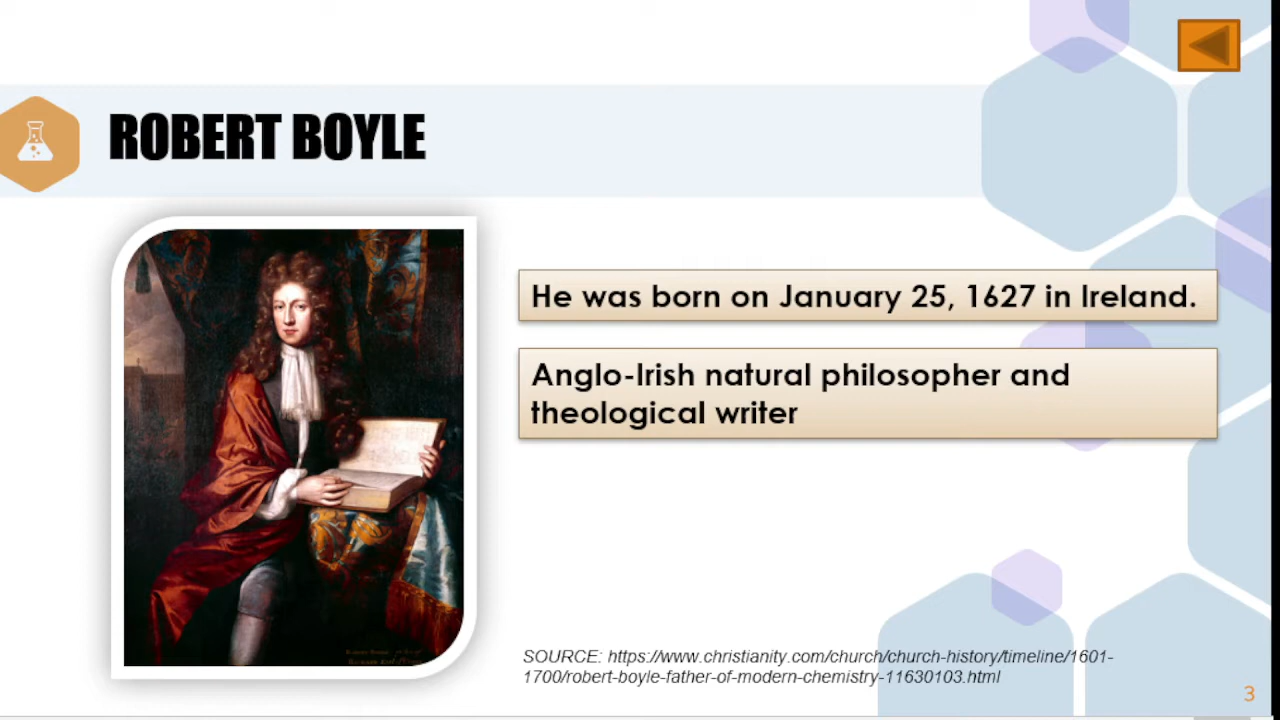 ROBERT BOYLE
He was born on January 25, 1627 in Ireland.
Anglo-Irish natural philosopher and
theological writer
SOURCE: https://www.christianity.com/church/church-history/timeline/1601-
1700/robert-boyle-father-of-modern-chemistry-11630103.html
3